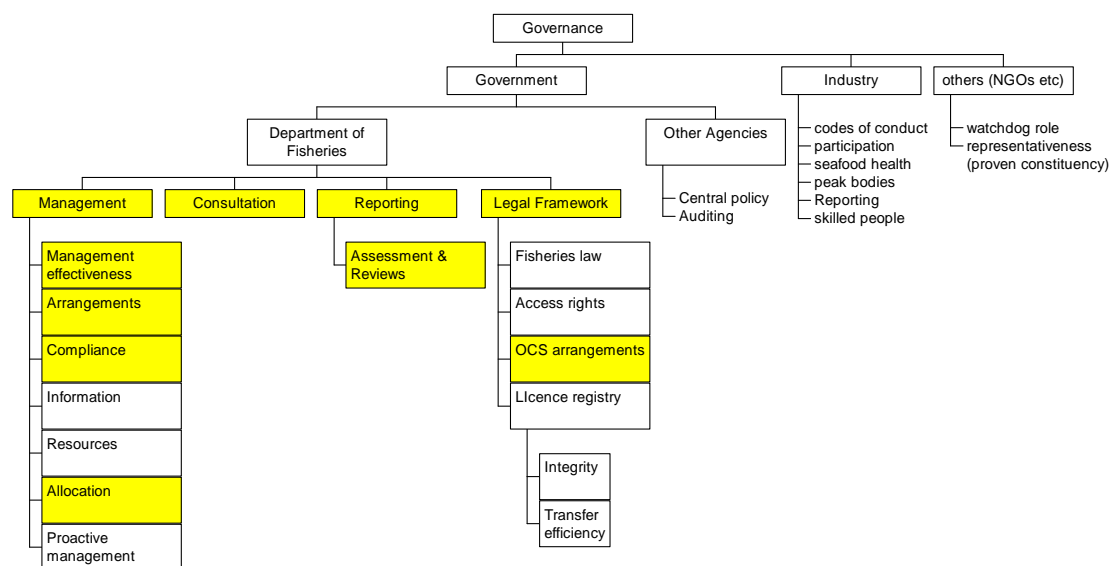 Governance
Government
Industry
others (NGOs etc)
Department of
Fisheries
Other Agencies
codes of conduct
participation
seafood health
peak bodies
Reporting
skilled people
watchdog role
representativeness
(proven constituency)
Central policy
Auditing
Management
Consultation
Reporting
Legal Framework
Management
effectiveness
Arrangements
Compliance
Information
Resources
Allocation
Proactive
management
Assessment &
Reviews
Fisheries law
Access rights
OCS arrangements
LIcence registry
Integrity
Transfer
efficiency